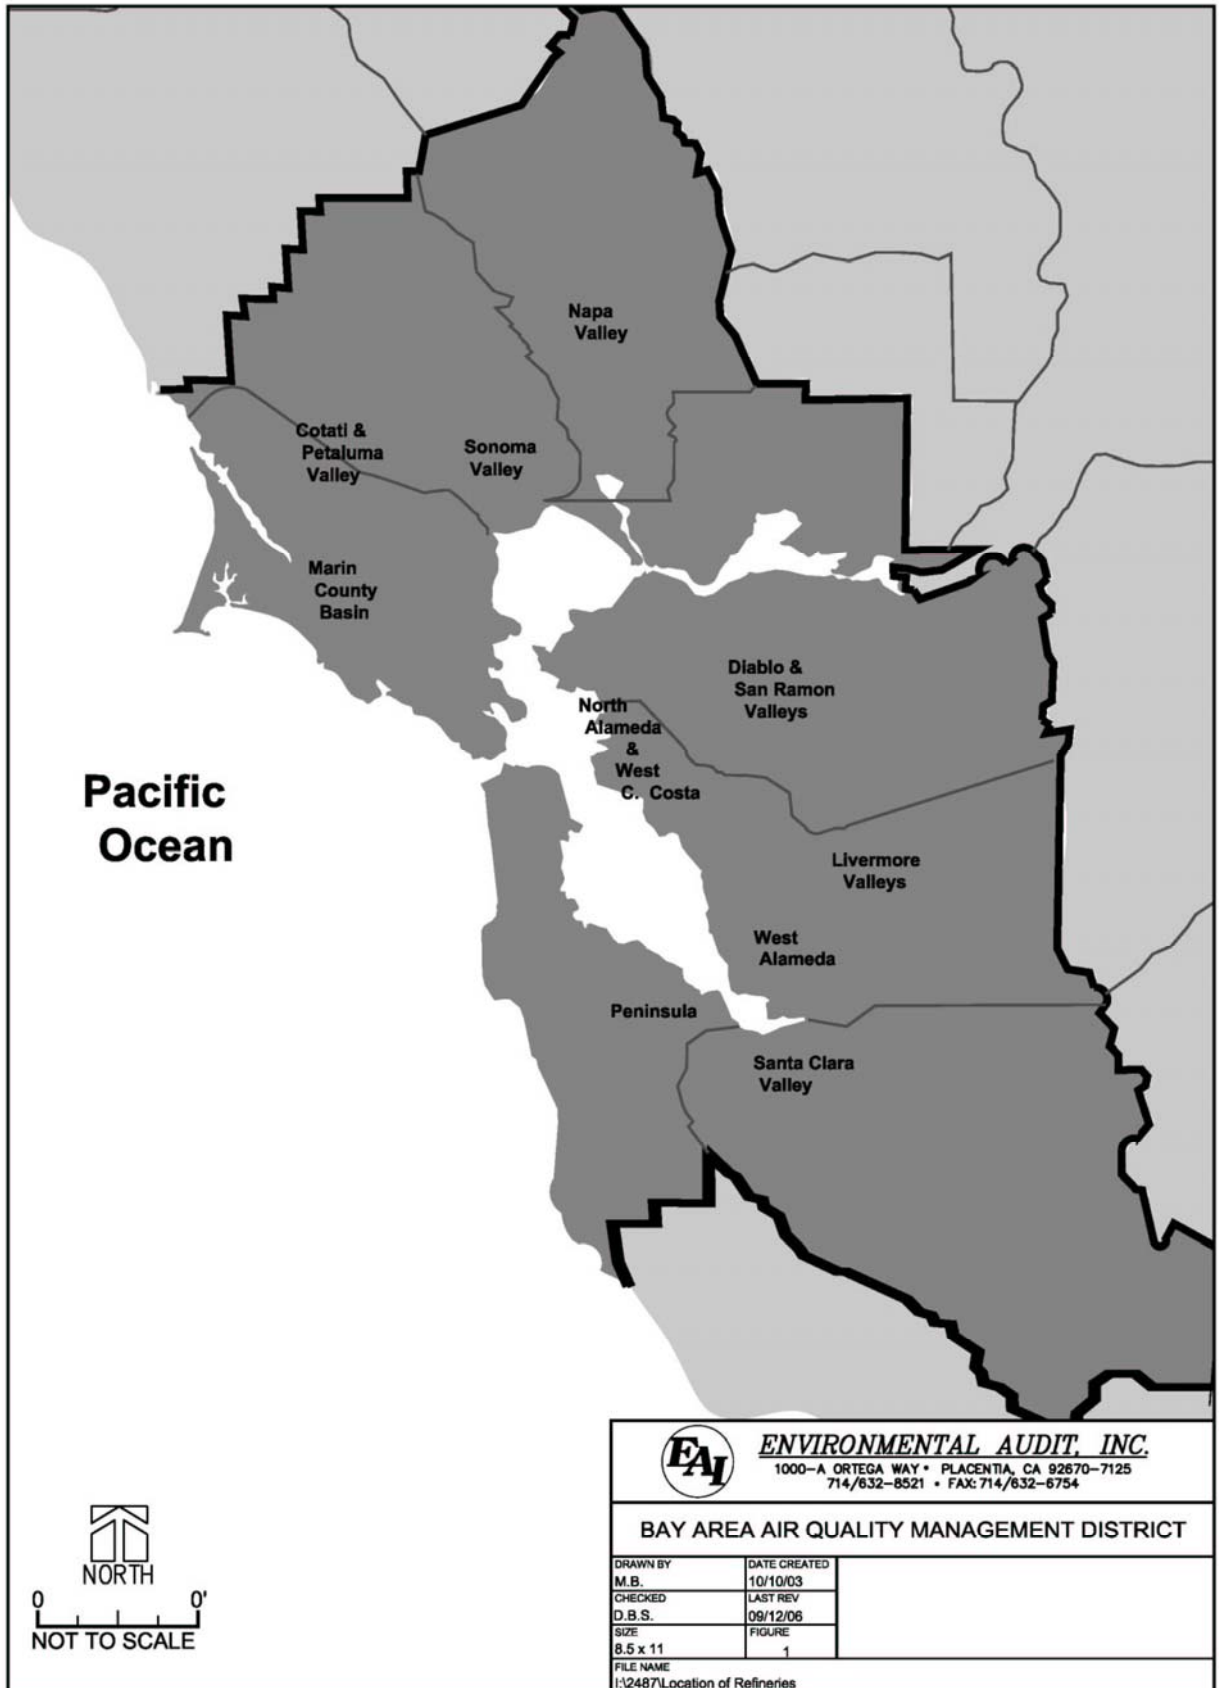 Napa
Valley
Cotati &
Petaluma
Valley
Sonoma
Valley
Marin
County
Basin
Diablo &
San Ramon
Valleys
North
Alameda
&
West
C. Costa
Pacific
Ocean
Livermore
Valleys
West
Alameda
Peninsula
Santa Clara
Valley
EAI
ENVIRONMENTAL AUDIT, INC.
1000-A ORTEGA WAY • PLACENTIA, CA 92670-7125
714/632-8521 • FAX: 714/632-6754
BAY AREA AIR QUALITY MANAGEMENT DISTRICT
DRAWN BY
M.B.
DATE CREATED
10/10/03
CHECKED
D.B.S.
LAST REV
09/12/06
SIZE
8.5 x 11
FIGURE
1
FILE NAME
I:\2487\Location of Refineries
NORTH
0 0'
NOT TO SCALE